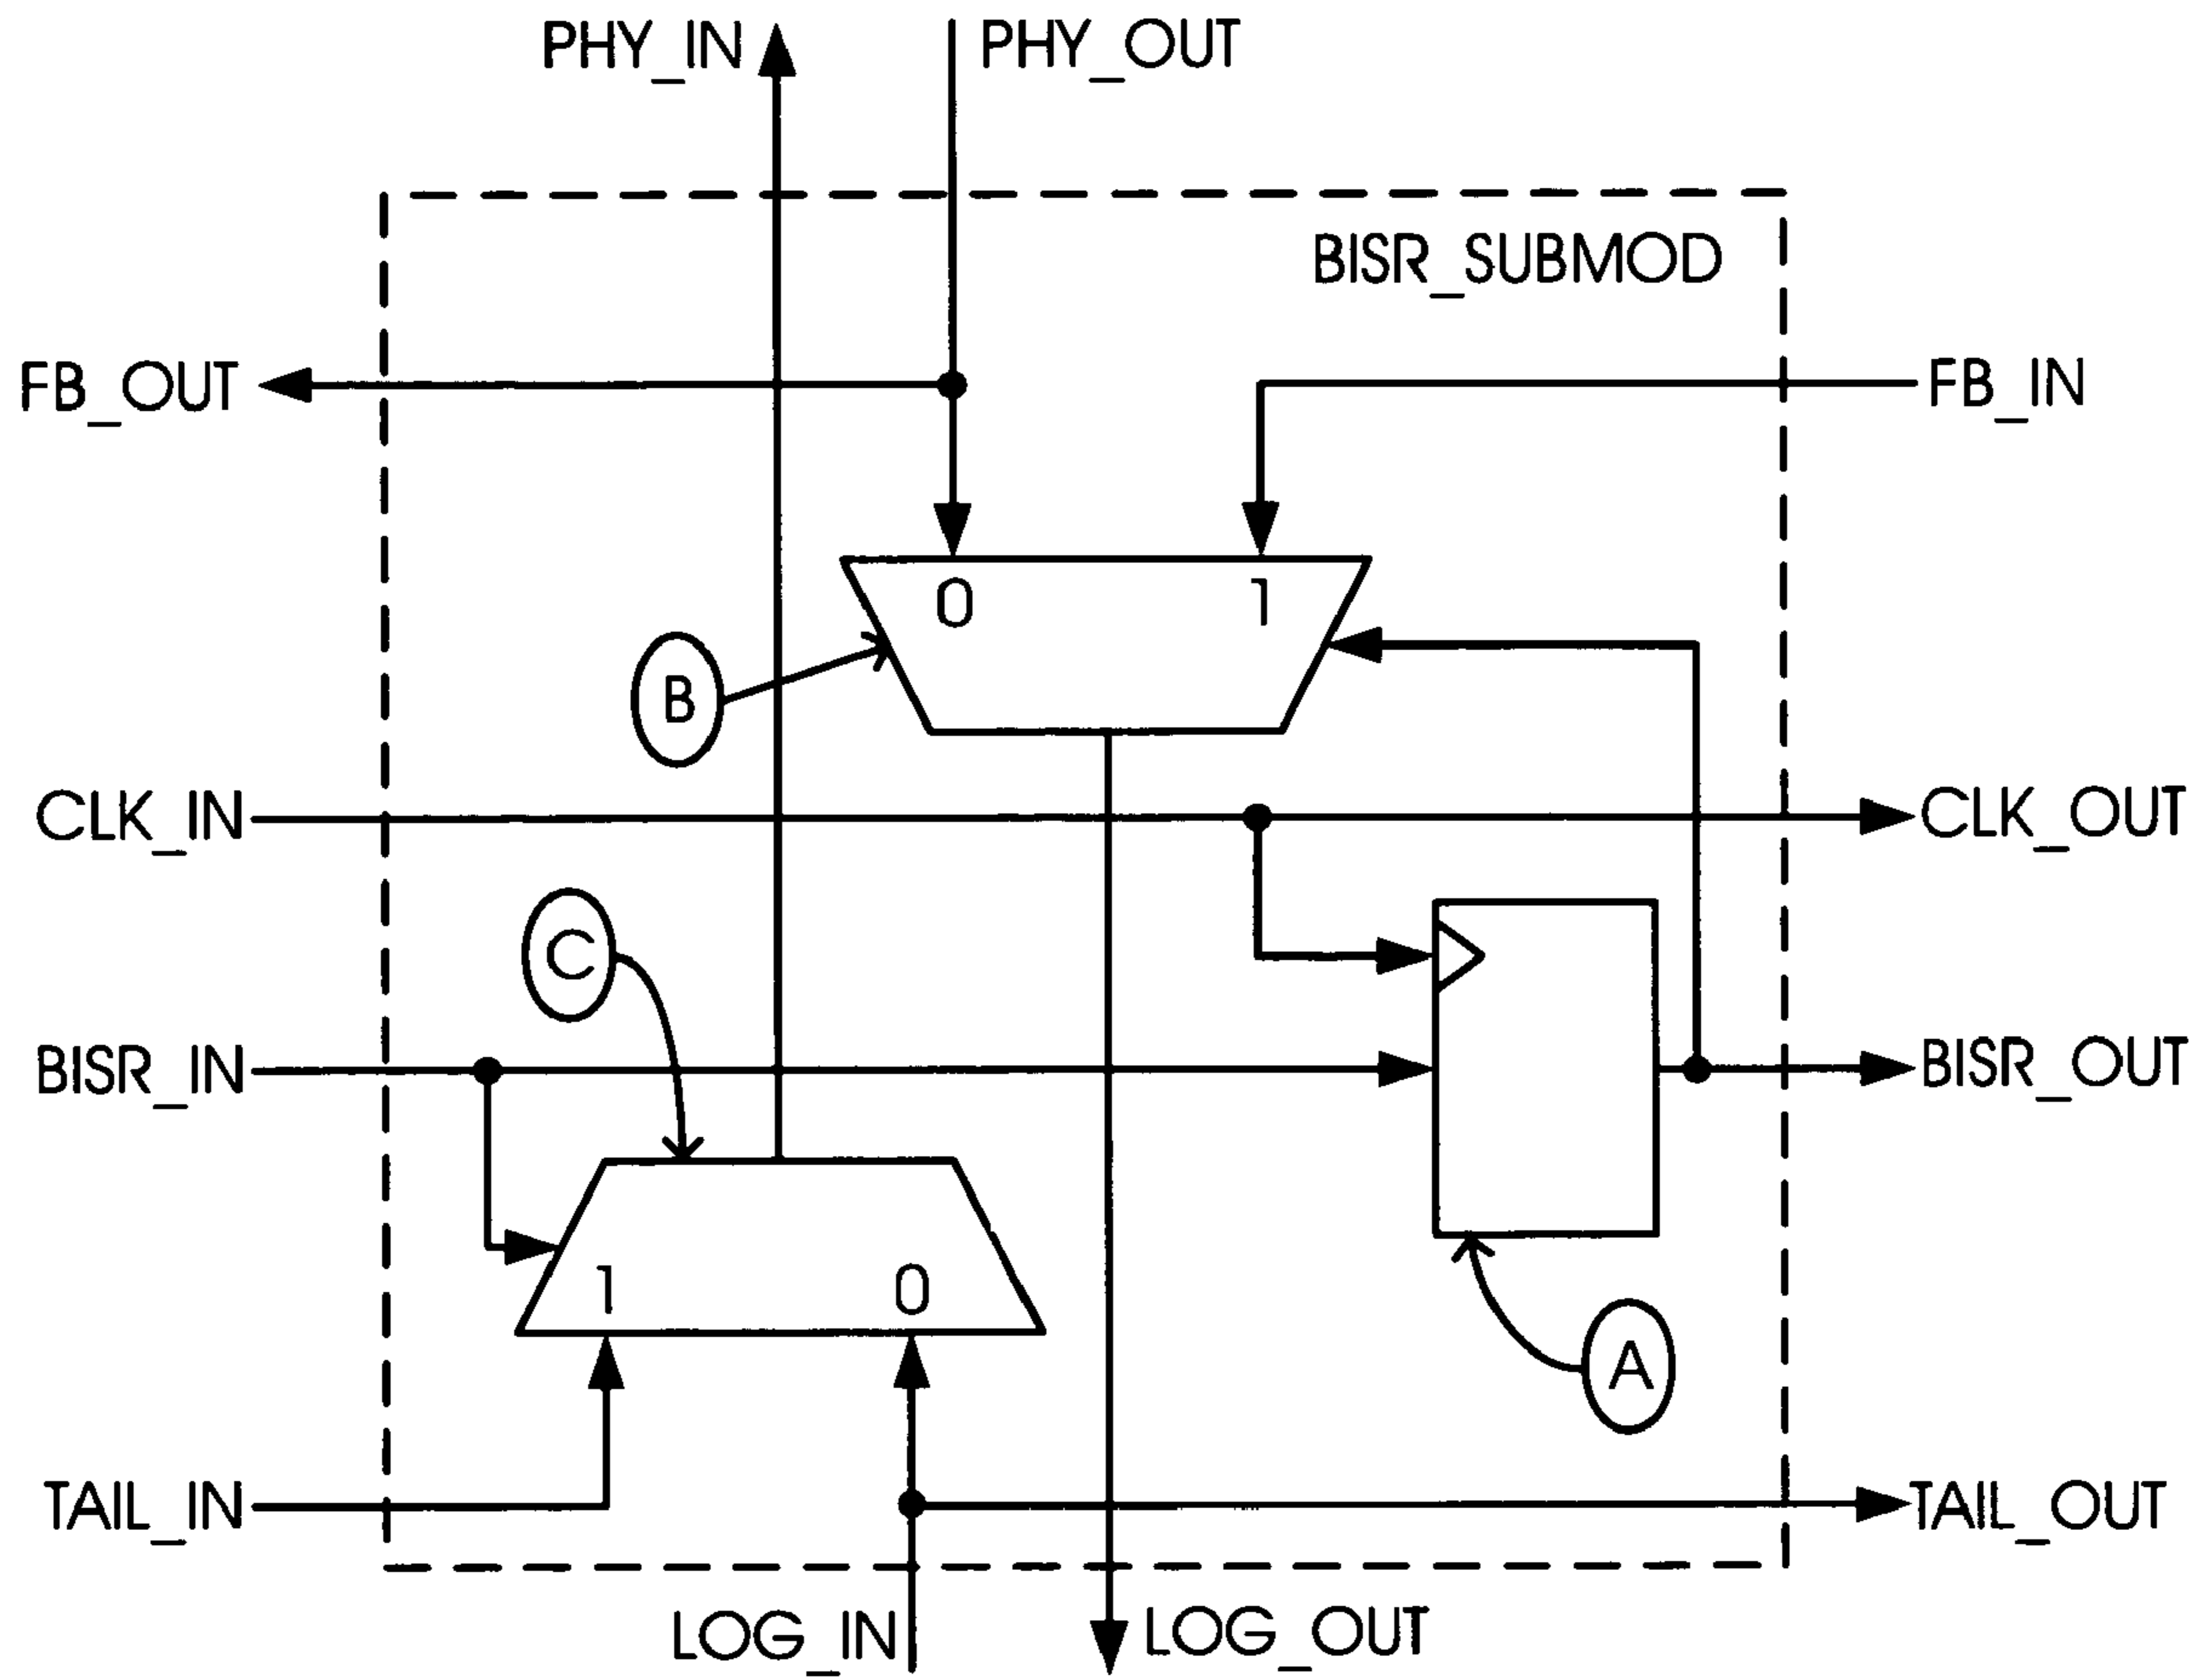 PHY_IN
PHY_OUT
BISR_SUBMOD
FB_OUT
FB_IN
0
1
B
CLK_IN
CLK_OUT
C
BISR_IN
BISR_OUT
1
0
A
TAIL_IN
TAIL_OUT
LOG_IN
LOG_OUT